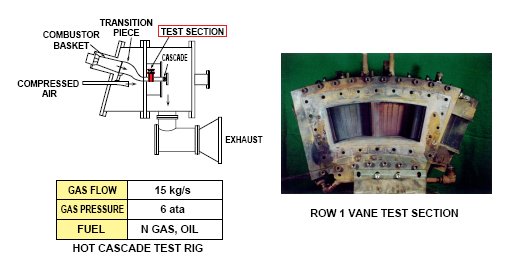 TRANSITION
PIECE
COMBUSTOR
BASKET
TEST SECTION
CASCADE
COMPRESSED
AIR
EXHAUST
GAS FLOW 15 kg/s
GAS PRESSURE 6 ata
FUEL N GAS, OIL
HOT CASCADE TEST RIG
ROW 1 VANE TEST SECTION